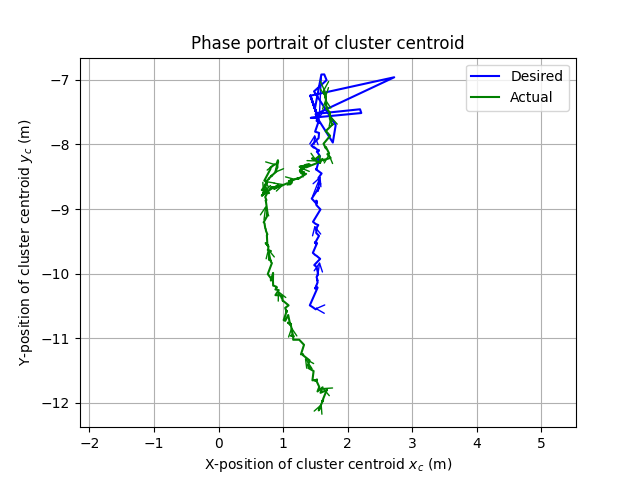 Phase portrait of cluster centroid
Desired
Actual
−7
−8
−9
−10
−11
−12
Y-position of cluster centroid y_c (m)
−2 −1 0 1 2 3 4 5
X-position of cluster centroid x_c (m)